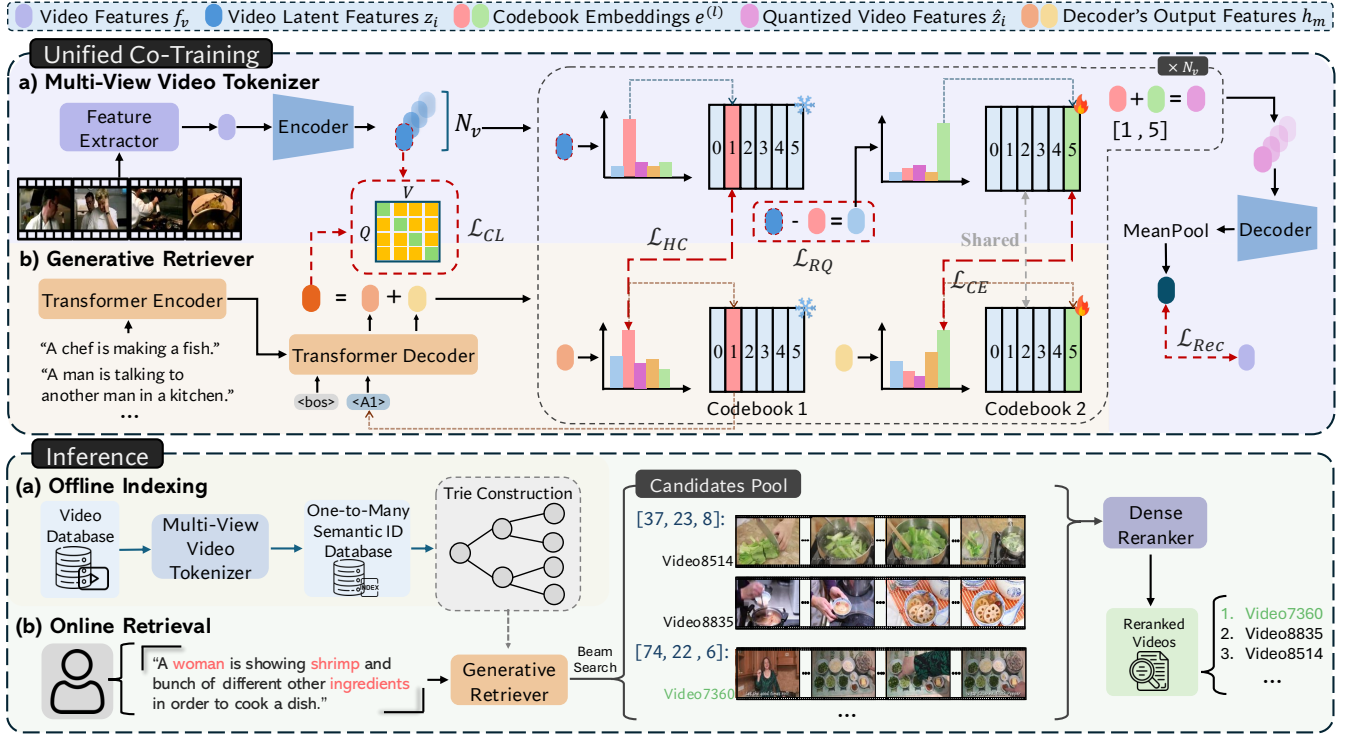 Video Features f_v
Video Latent Features z_i
Codebook Embeddings e^(l)
Quantized Video Features ẑ_i
Decoder's Output Features h_m
Unified Co-Training
a) Multi-View Video Tokenizer
Feature
Extractor
Encoder
N_v
V
Q
ℒ_CL
0 1 2 3 4 5
ℒ_HC
ℒ_RQ
- =
0 1 2 3 4 5
Shared
ℒ_CE
× N_v
+ =
[1 , 5]
MeanPool
Decoder
ℒ_Rec
b) Generative Retriever
Transformer Encoder
"A chef is making a fish."
"A man is talking to
another man in a kitchen."
...
= +
Transformer Decoder
<bos>
<A1>
0 1 2 3 4 5
Codebook 1
0 1 2 3 4 5
Codebook 2
Inference
(a) Offline Indexing
Video
Database
Multi-View
Video
Tokenizer
One-to-Many
Semantic ID
Database
INDEX
Trie Construction
(b) Online Retrieval
"A woman is showing shrimp and
bunch of different other ingredients
in order to cook a dish."
Generative
Retriever
Beam
Search
Candidates Pool
[37, 23, 8]:
Video8514
Video8835
[74, 22 , 6]:
Video7360
...
Dense
Reranker
Reranked
Videos
1. Video7360
2. Video8835
3. Video8514
...